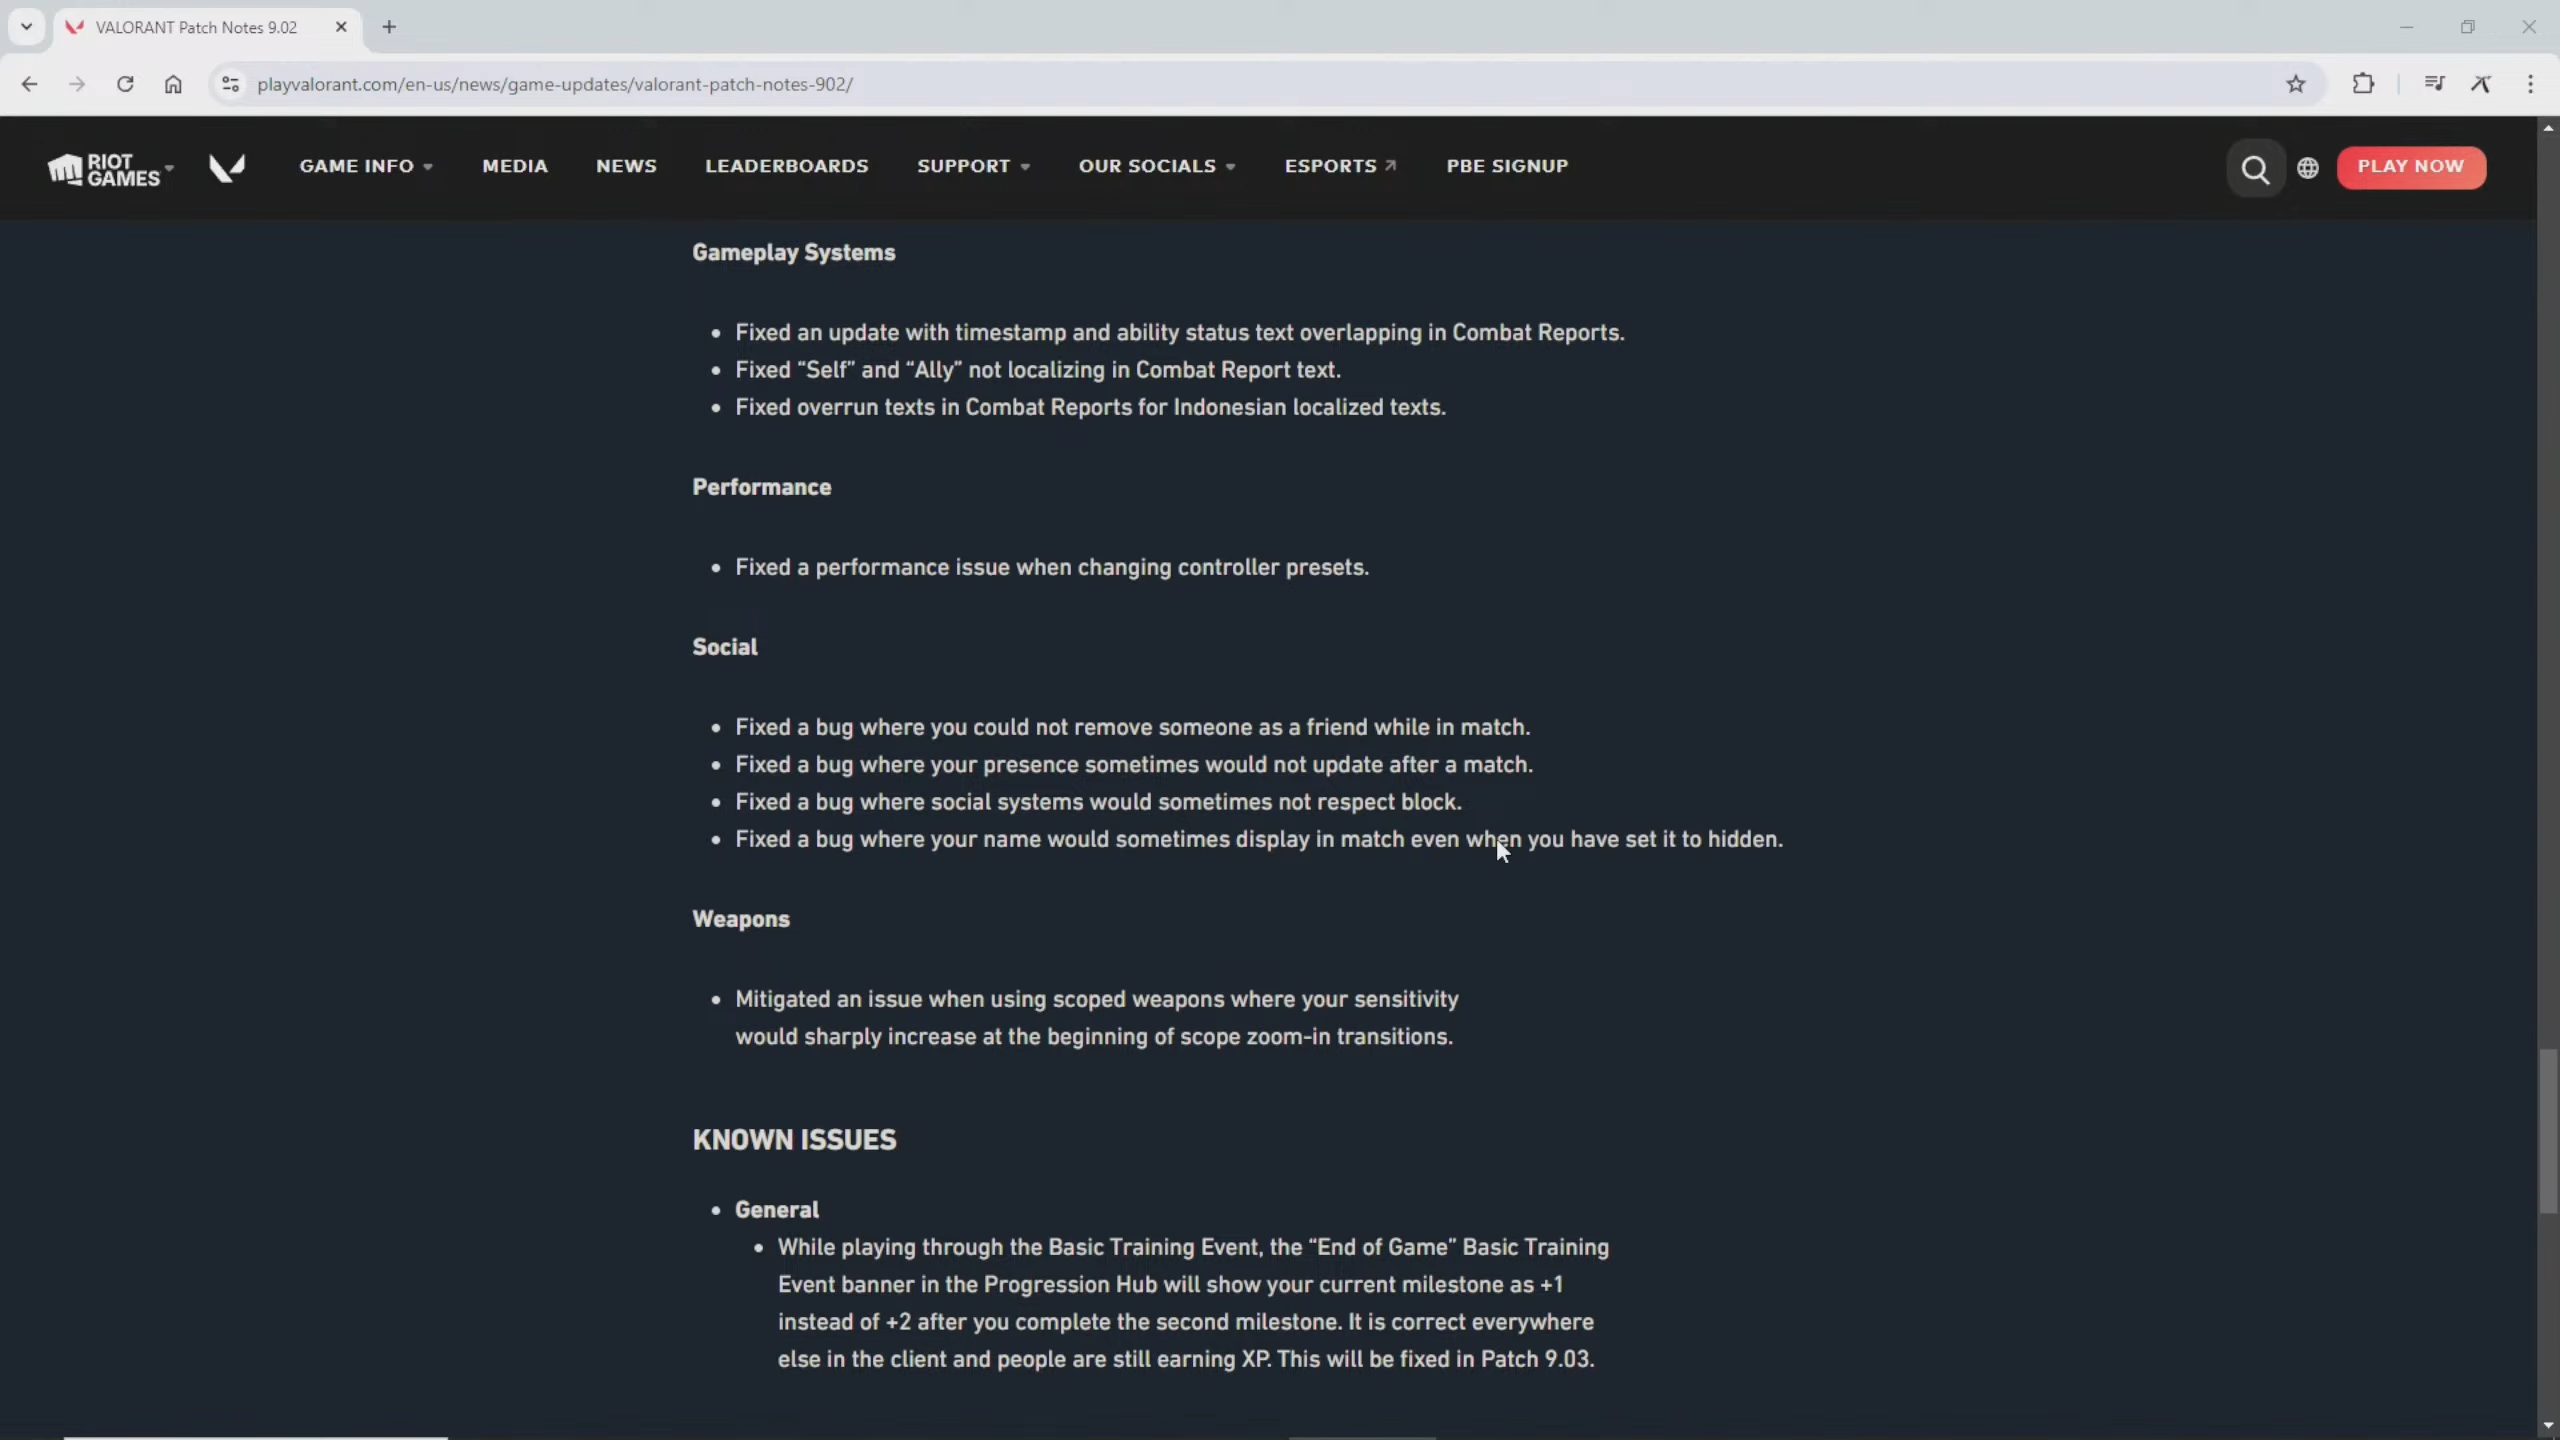 VALORANT Patch Notes 9.02
playvalorant.com/en-us/news/game-updates/valorant-patch-notes-902/
RIOT GAMES
GAME INFO
MEDIA
NEWS
LEADERBOARDS
SUPPORT
OUR SOCIALS
ESPORTS
PBE SIGNUP
PLAY NOW
Gameplay Systems
Fixed an update with timestamp and ability status text overlapping in Combat Reports.
Fixed “Self” and “Ally” not localizing in Combat Report text.
Fixed overrun texts in Combat Reports for Indonesian localized texts.
Performance
Fixed a performance issue when changing controller presets.
Social
Fixed a bug where you could not remove someone as a friend while in match.
Fixed a bug where your presence sometimes would not update after a match.
Fixed a bug where social systems would sometimes not respect block.
Fixed a bug where your name would sometimes display in match even when you have set it to hidden.
Weapons
Mitigated an issue when using scoped weapons where your sensitivity
would sharply increase at the beginning of scope zoom-in transitions.
KNOWN ISSUES
General
While playing through the Basic Training Event, the “End of Game” Basic Training
Event banner in the Progression Hub will show your current milestone as +1
instead of +2 after you complete the second milestone. It is correct everywhere
else in the client and people are still earning XP. This will be fixed in Patch 9.03.